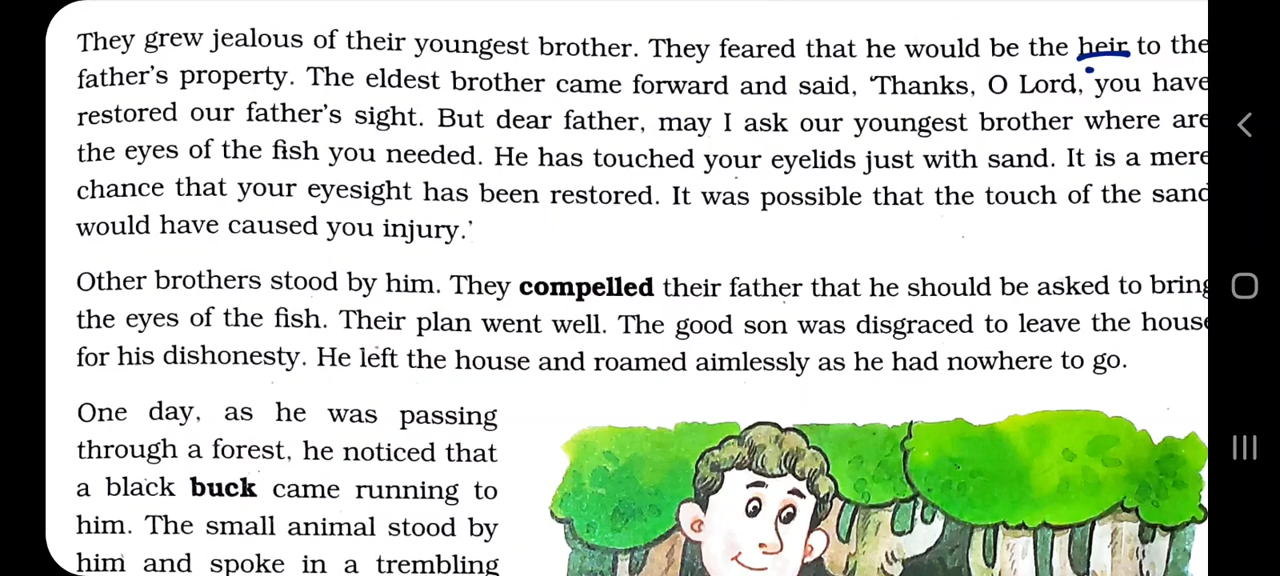 They grew jealous of their youngest brother. They feared that he would be the heir to the
father's property. The eldest brother came forward and said, 'Thanks, O Lord, you have
restored our father's sight. But dear father, may I ask our youngest brother where are
the eyes of the fish you needed. He has touched your eyelids just with sand. It is a mere
chance that your eyesight has been restored. It was possible that the touch of the sand
would have caused you injury.'
Other brothers stood by him. They compelled their father that he should be asked to bring
the eyes of the fish. Their plan went well. The good son was disgraced to leave the house
for his dishonesty. He left the house and roamed aimlessly as he had nowhere to go.
One day, as he was passing
through a forest, he noticed that
a black buck came running to
him. The small animal stood by
him and spoke in a trembling